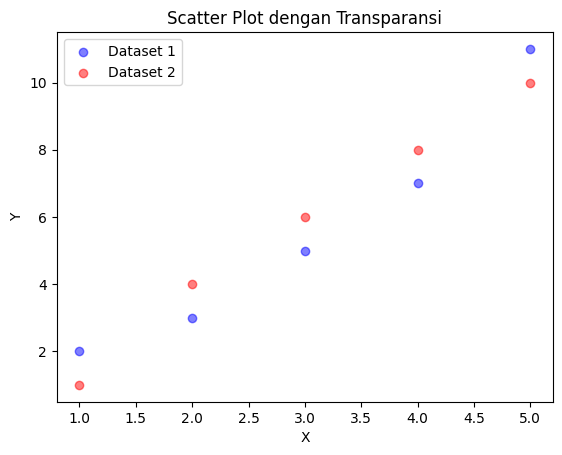 Scatter Plot dengan Transparansi
Dataset 1
Dataset 2
10
8
6
4
2
Y
1.0 1.5 2.0 2.5 3.0 3.5 4.0 4.5 5.0
X